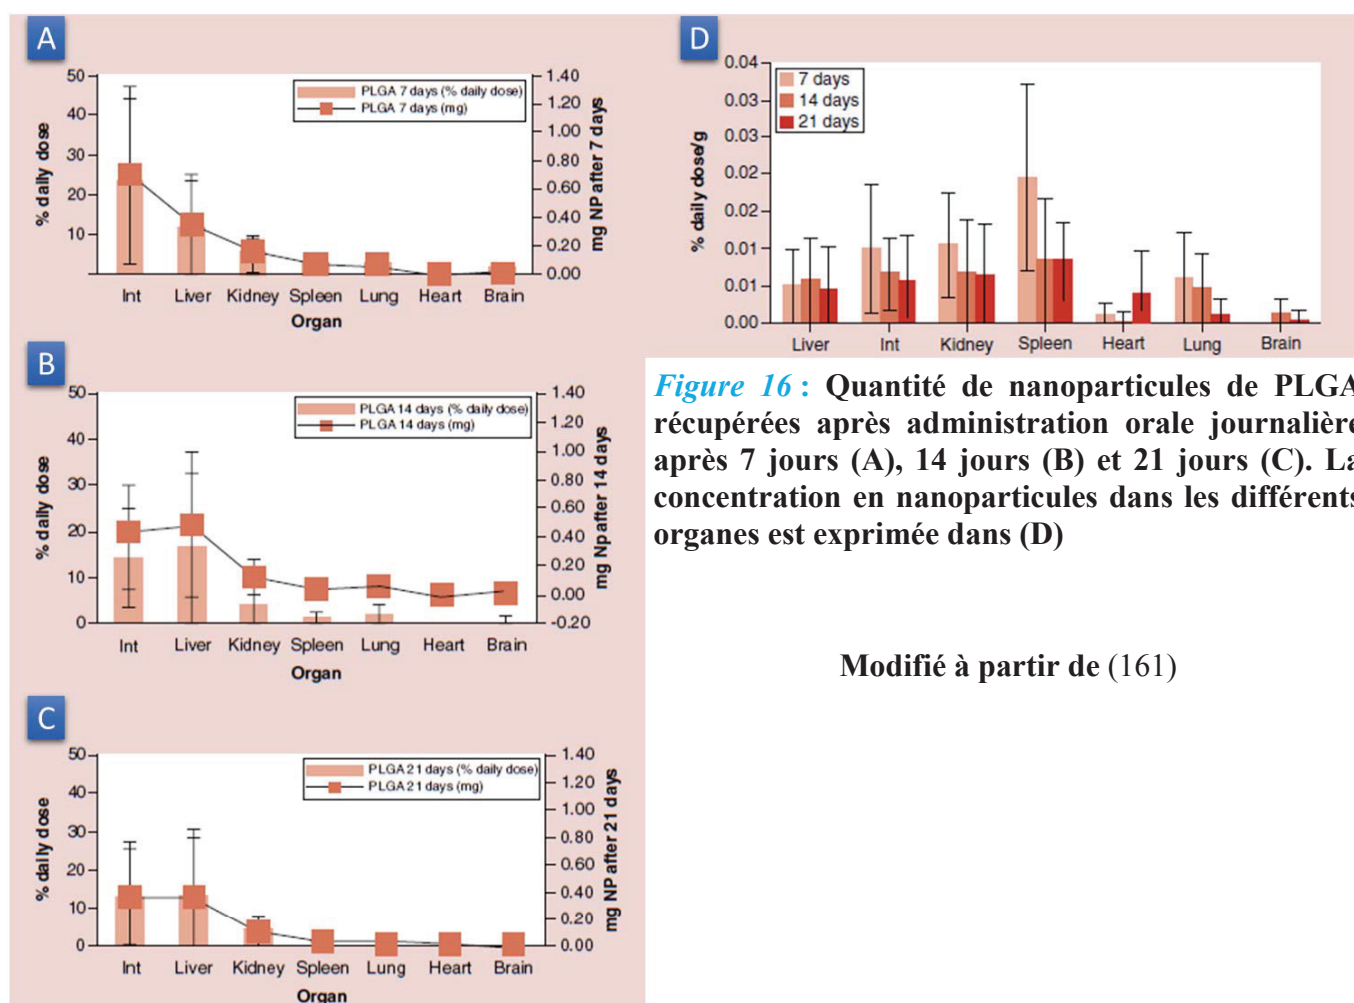 A
50
40
30
20
10
% daily dose
PLGA 7 days (% daily dose)
PLGA 7 days (mg)
1.40
1.20
1.00
0.80
0.60
0.40
0.20
0.00
mg NP after 7 days
Int Liver Kidney Spleen Lung Heart Brain
Organ
B
50
40
30
20
10
0
% daily dose
PLGA 14 days (% daily dose)
PLGA 14 days (mg)
1.40
1.20
1.00
0.80
0.60
0.40
0.20
0.00
-0.20
mg Np after 14 days
Int Liver Kidney Spleen Lung Heart Brain
Organ
C
50
40
30
20
10
0
% daily dose
PLGA 21 days (% daily dose)
PLGA 21 days (mg)
1.40
1.20
1.00
0.80
0.60
0.40
0.20
0.00
mg NP after 21 days
Int Liver Kidney Spleen Lung Heart Brain
Organ
D
0.04
0.03
0.03
0.02
0.02
0.01
0.01
0.00
% daily dose/g
7 days
14 days
21 days
Liver Int Kidney Spleen Heart Lung Brain
Figure 16 : Quantité de nanoparticules de PLGA
récupérées après administration orale journalière
après 7 jours (A), 14 jours (B) et 21 jours (C). La
concentration en nanoparticules dans les différents
organes est exprimée dans (D)
Modifié à partir de (161)